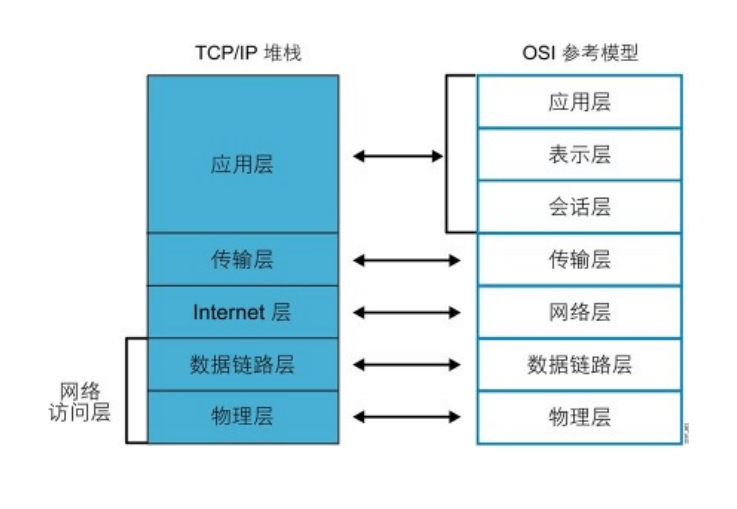 TCP/IP 堆栈
OSI 参考模型
应用层
应用层
表示层
会话层
传输层
传输层
Internet 层
网络层
数据链路层
数据链路层
网络
访问层
物理层
物理层